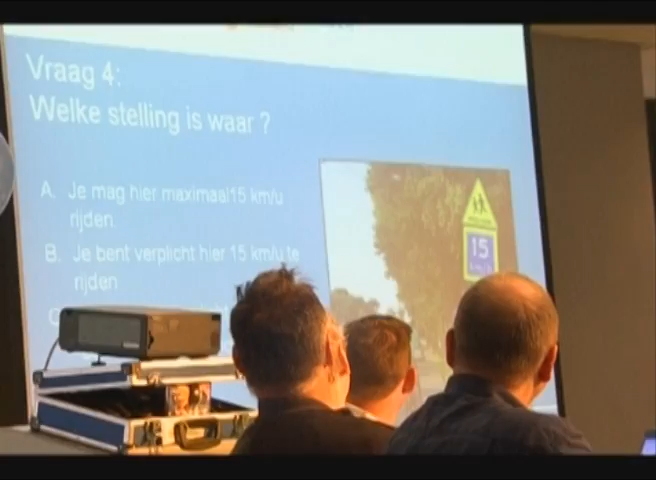 Vraag 4:
Welke stelling is waar ?
A. Je mag hier maximaal15 km/u
rijden
B. Je bent verplicht hier 15 km/u te
rijden
15